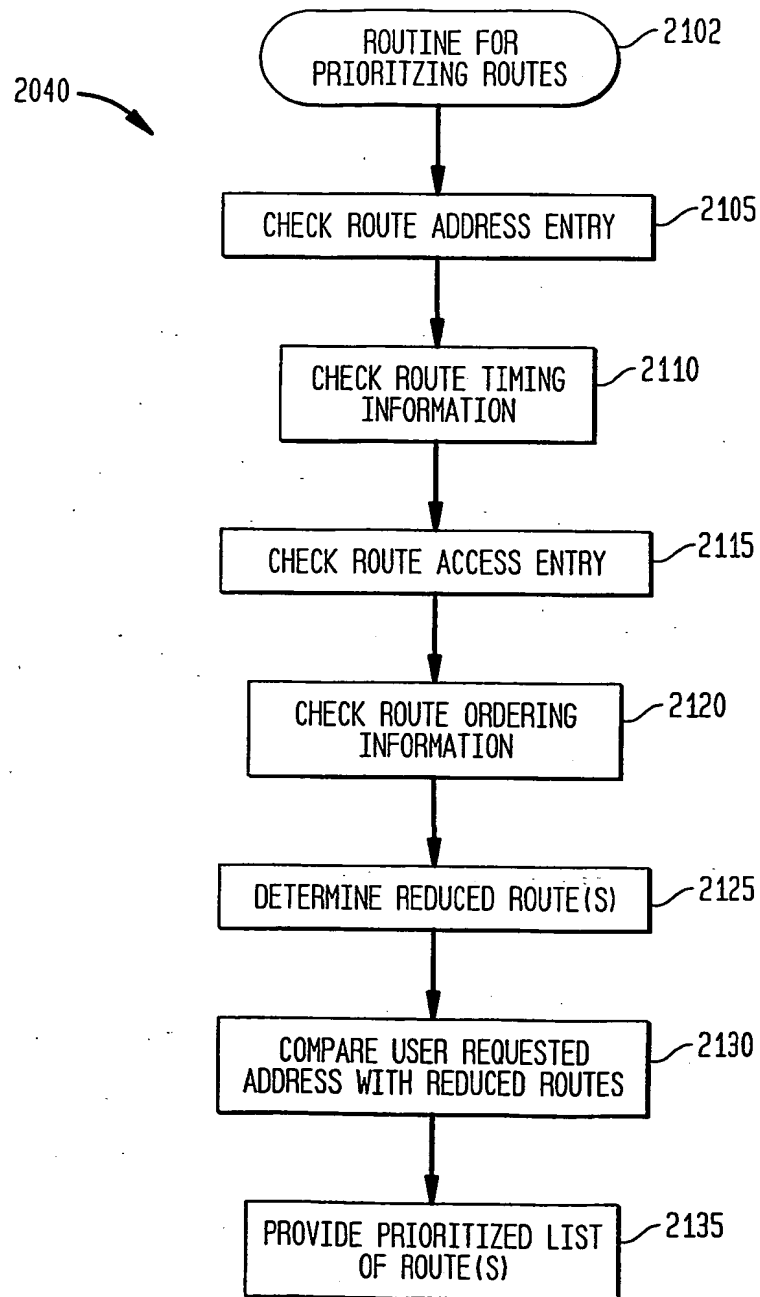 ROUTINE FOR
PRIORITZING ROUTES
2102
2040
CHECK ROUTE ADDRESS ENTRY
2105
CHECK ROUTE TIMING
INFORMATION
2110
CHECK ROUTE ACCESS ENTRY
2115
CHECK ROUTE ORDERING
INFORMATION
2120
DETERMINE REDUCED ROUTE(S)
2125
COMPARE USER REQUESTED
ADDRESS WITH REDUCED ROUTES
2130
PROVIDE PRIORITIZED LIST
OF ROUTE(S)
2135